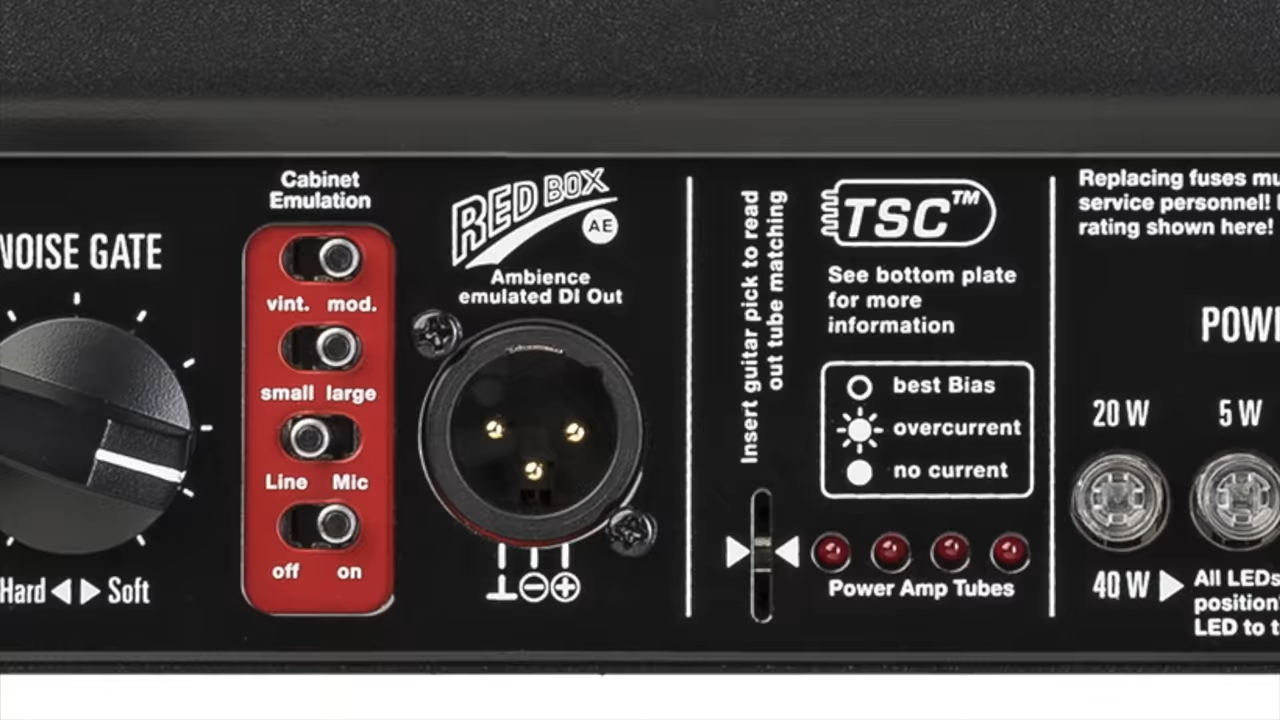 NOISE GATE
Hard
Soft
Cabinet
Emulation
vint. mod.
small large
Line Mic
off on
RED BOX
AE
Ambience
emulated DI Out
Insert guitar pick to read
out tube matching
TSC™
See bottom plate
for more
information
best Bias
overcurrent
no current
Power Amp Tubes
Replacing fuses
service personnel!
rating shown here!
20 W 5 W
40 W
All LEDs
LED to